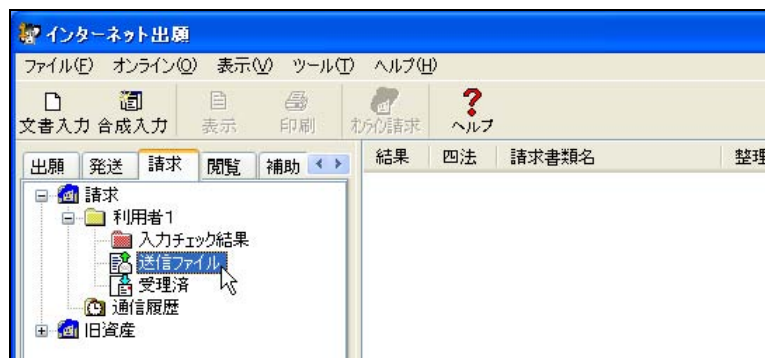 インターネット出願
ファイル(F) オンライン(O) 表示(V) ツール(T) ヘルプ(H)
文書入力 合成入力 表示 印刷 オンライン請求 ヘルプ
出願 発送 請求 閲覧 補助
結果 四法 請求書類名 整理
請求
利用者1
入力チェック結果
送信ファイル
受理済
通信履歴
旧資産